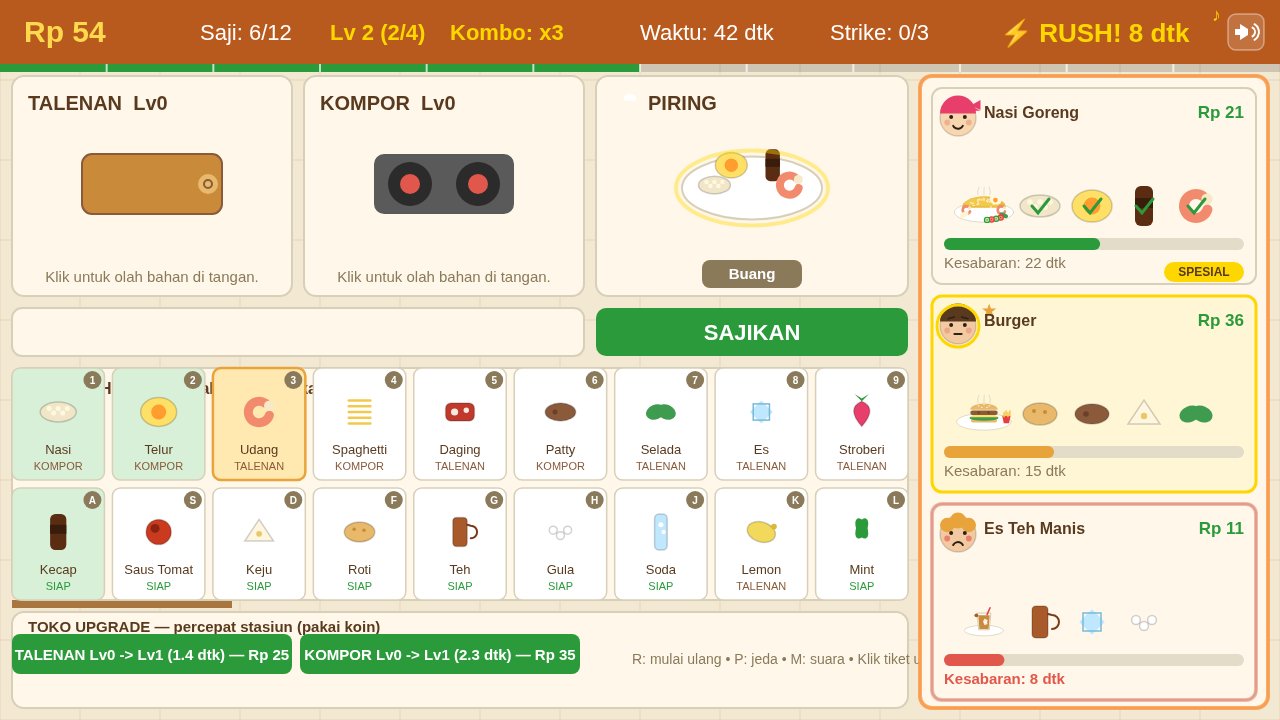 Rp 54
Saji: 6/12
Lv 2 (2/4)
Kombo: x3
Waktu: 42 dtk
Strike: 0/3
⚡ RUSH! 8 dtk
♪
TALENAN Lv0
Klik untuk olah bahan di tangan.
KOMPOR Lv0
Klik untuk olah bahan di tangan.
PIRING
Buang
SAJIKAN
1
Nasi
KOMPOR
2
Telur
KOMPOR
3
Udang
TALENAN
4
Spaghetti
KOMPOR
5
Daging
TALENAN
6
Patty
KOMPOR
7
Selada
TALENAN
8
Es
TALENAN
9
Stroberi
TALENAN
A
Kecap
SIAP
S
Saus Tomat
SIAP
D
Keju
SIAP
F
Roti
SIAP
G
Teh
SIAP
H
Gula
SIAP
J
Soda
SIAP
K
Lemon
TALENAN
L
Mint
SIAP
TOKO UPGRADE — percepat stasiun (pakai koin)
TALENAN Lv0 -> Lv1 (1.4 dtk) — Rp 25
KOMPOR Lv0 -> Lv1 (2.3 dtk) — Rp 35
R: mulai ulang • P: jeda • M: suara • Klik tiket
Nasi Goreng
Rp 21
Kesabaran: 22 dtk
SPESIAL
Burger
Rp 36
Kesabaran: 15 dtk
Es Teh Manis
Rp 11
Kesabaran: 8 dtk